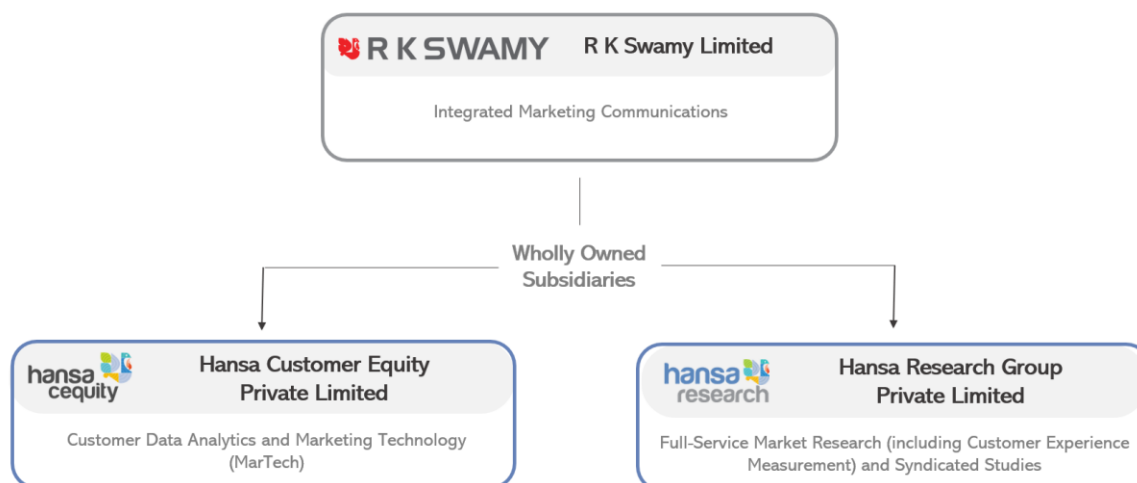 R K SWAMY R K Swamy Limited
Integrated Marketing Communications
Wholly Owned
Subsidiaries
hansa
cequity
Hansa Customer Equity
Private Limited
Customer Data Analytics and Marketing Technology
(MarTech)
hansa
research
Hansa Research Group
Private Limited
Full-Service Market Research (including Customer Experience
Measurement) and Syndicated Studies